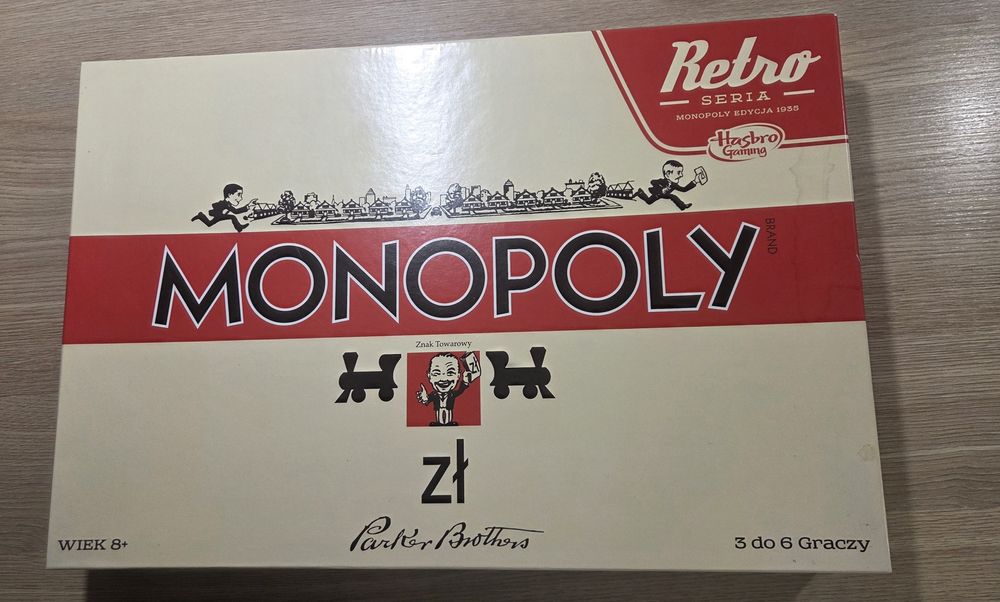 Retro
SERIA
MONOPOLY EDYCJA 1935
Hasbro
Gaming
MONOPOLY
BRAND
Znak Towarowy
zł
zł
Parker Brothers
WIEK 8+
3 do 6 Graczy